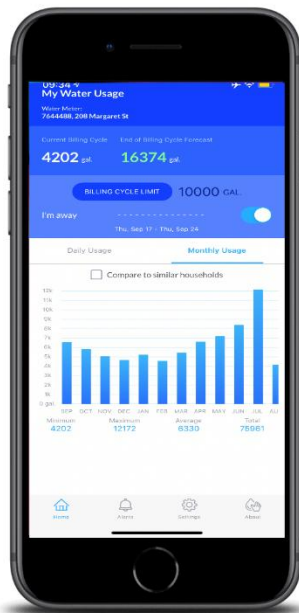 09:34
My Water Usage
Water Meter:
7644488, 208 Margaret St
Current Billing Cycle End of Billing Cycle Forecast
4202 gal. 16374 gal.
BILLING CYCLE LIMIT 10000 GAL.
I'm away
Thu, Sep 17 - Thu, Sep 24
Daily Usage Monthly Usage
Compare to similar households
12k
11k
10k
9k
8k
7k
6k
5k
4k
3k
2k
1k
0 gal
SEP OCT NOV DEC JAN FEB MAR APR MAY JUN JUL AU
Minimum Maximum Average Total
4202 12172 6330 75961
Home Alerts Settings About